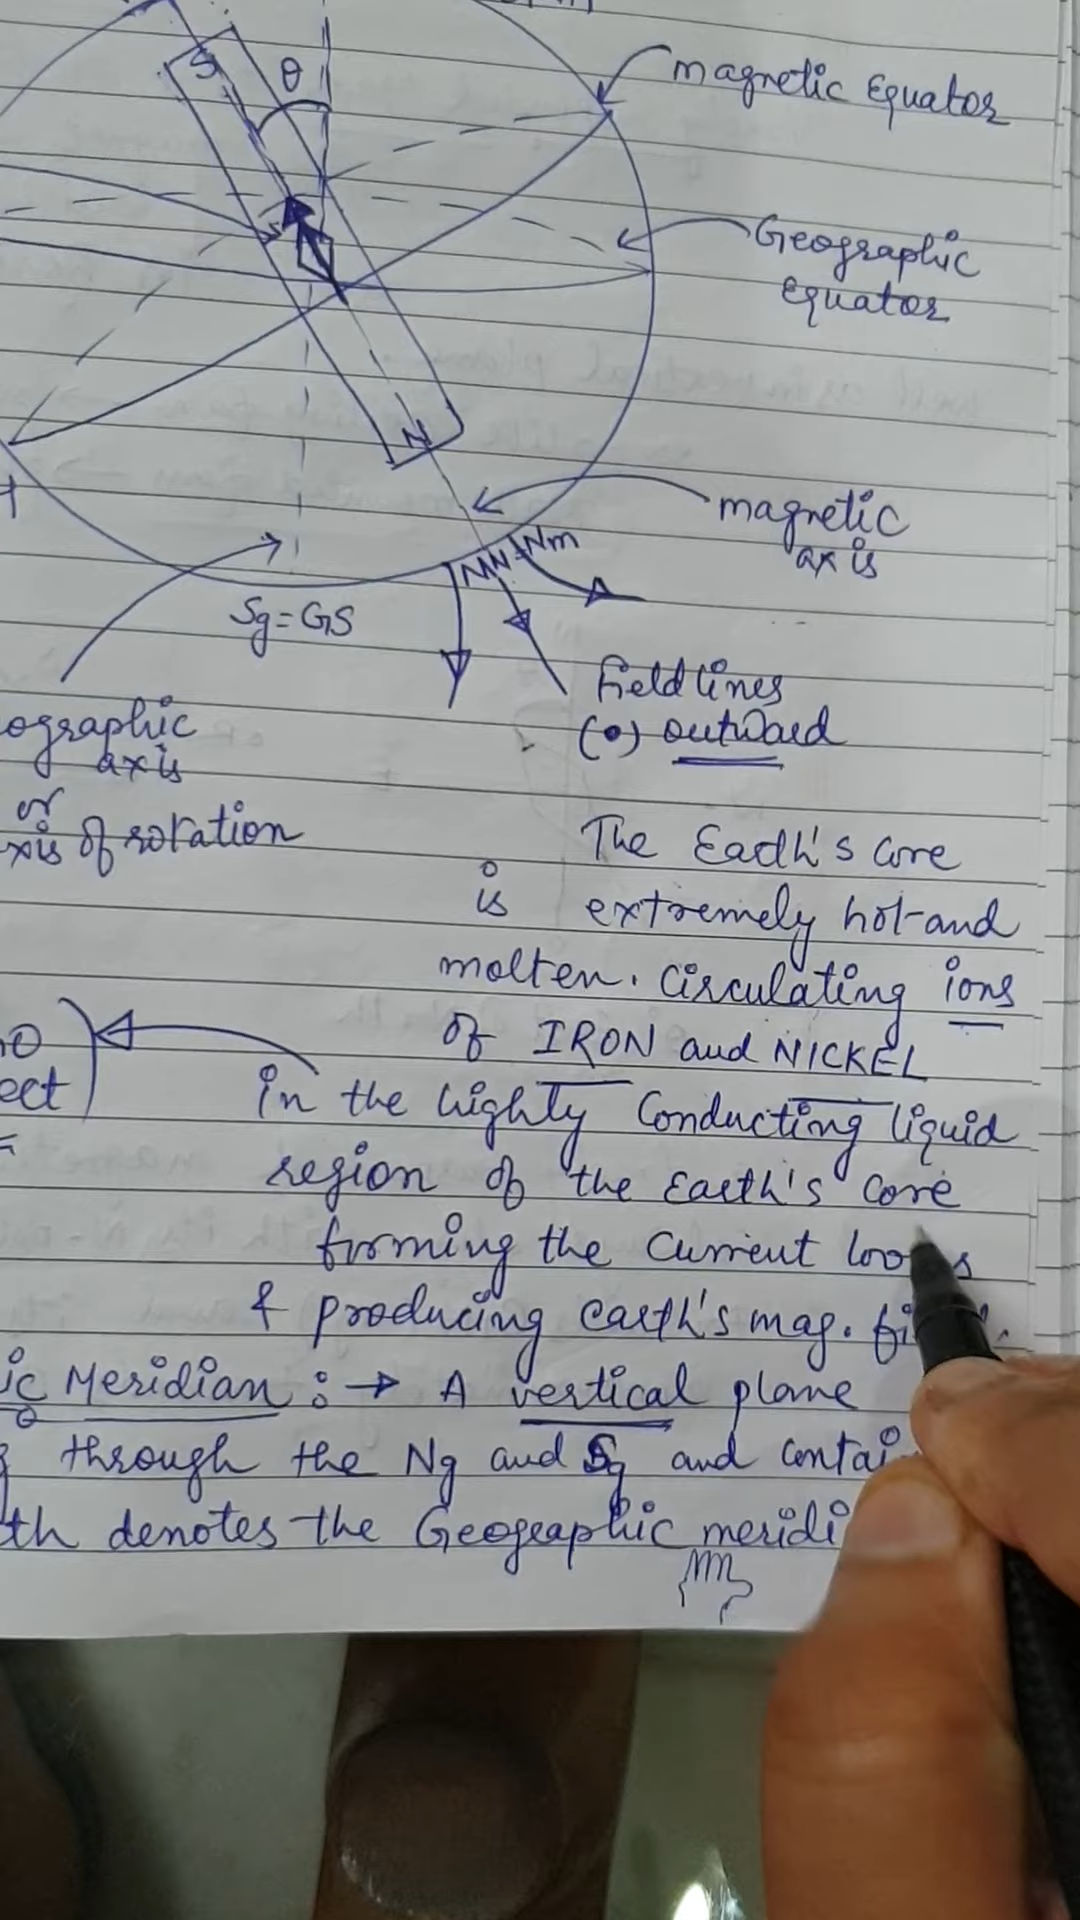 S
θ
magnetic Equator
Geographic
Equator
N
magnetic
axis
Nm
Sg=GS
field lines
(•) outward
ographic
axis
or
xis of rotation
The Earth's core
is extremely hot and
molten. Circulating ions
of IRON and NICKEL
in the highly Conducting liquid
ect
region of the Earth's core
forming the current loo s
& producing earth's mag. fi
ic Meridian : → A vertical plane
through the Ng and Sg and contai
th denotes the Geographic meridi